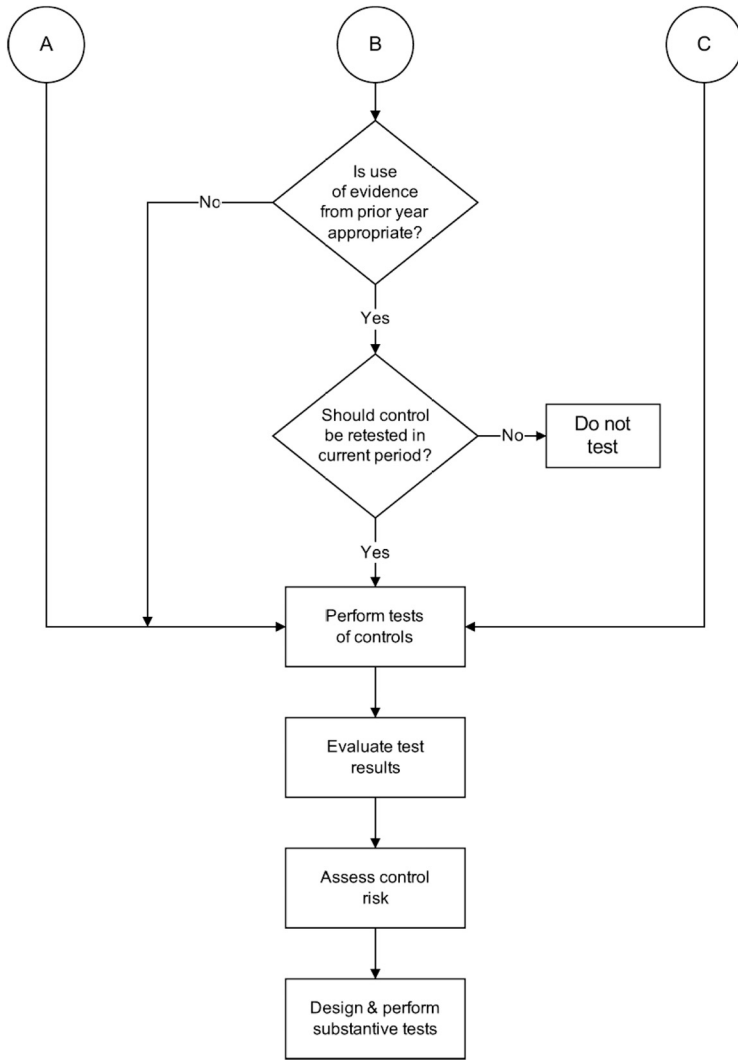 A
B
C
Is use
of evidence
from prior year
appropriate?
No
Yes
Should control
be retested in
current period?
No
Do not
test
Yes
Perform tests
of controls
Evaluate test
results
Assess control
risk
Design & perform
substantive tests